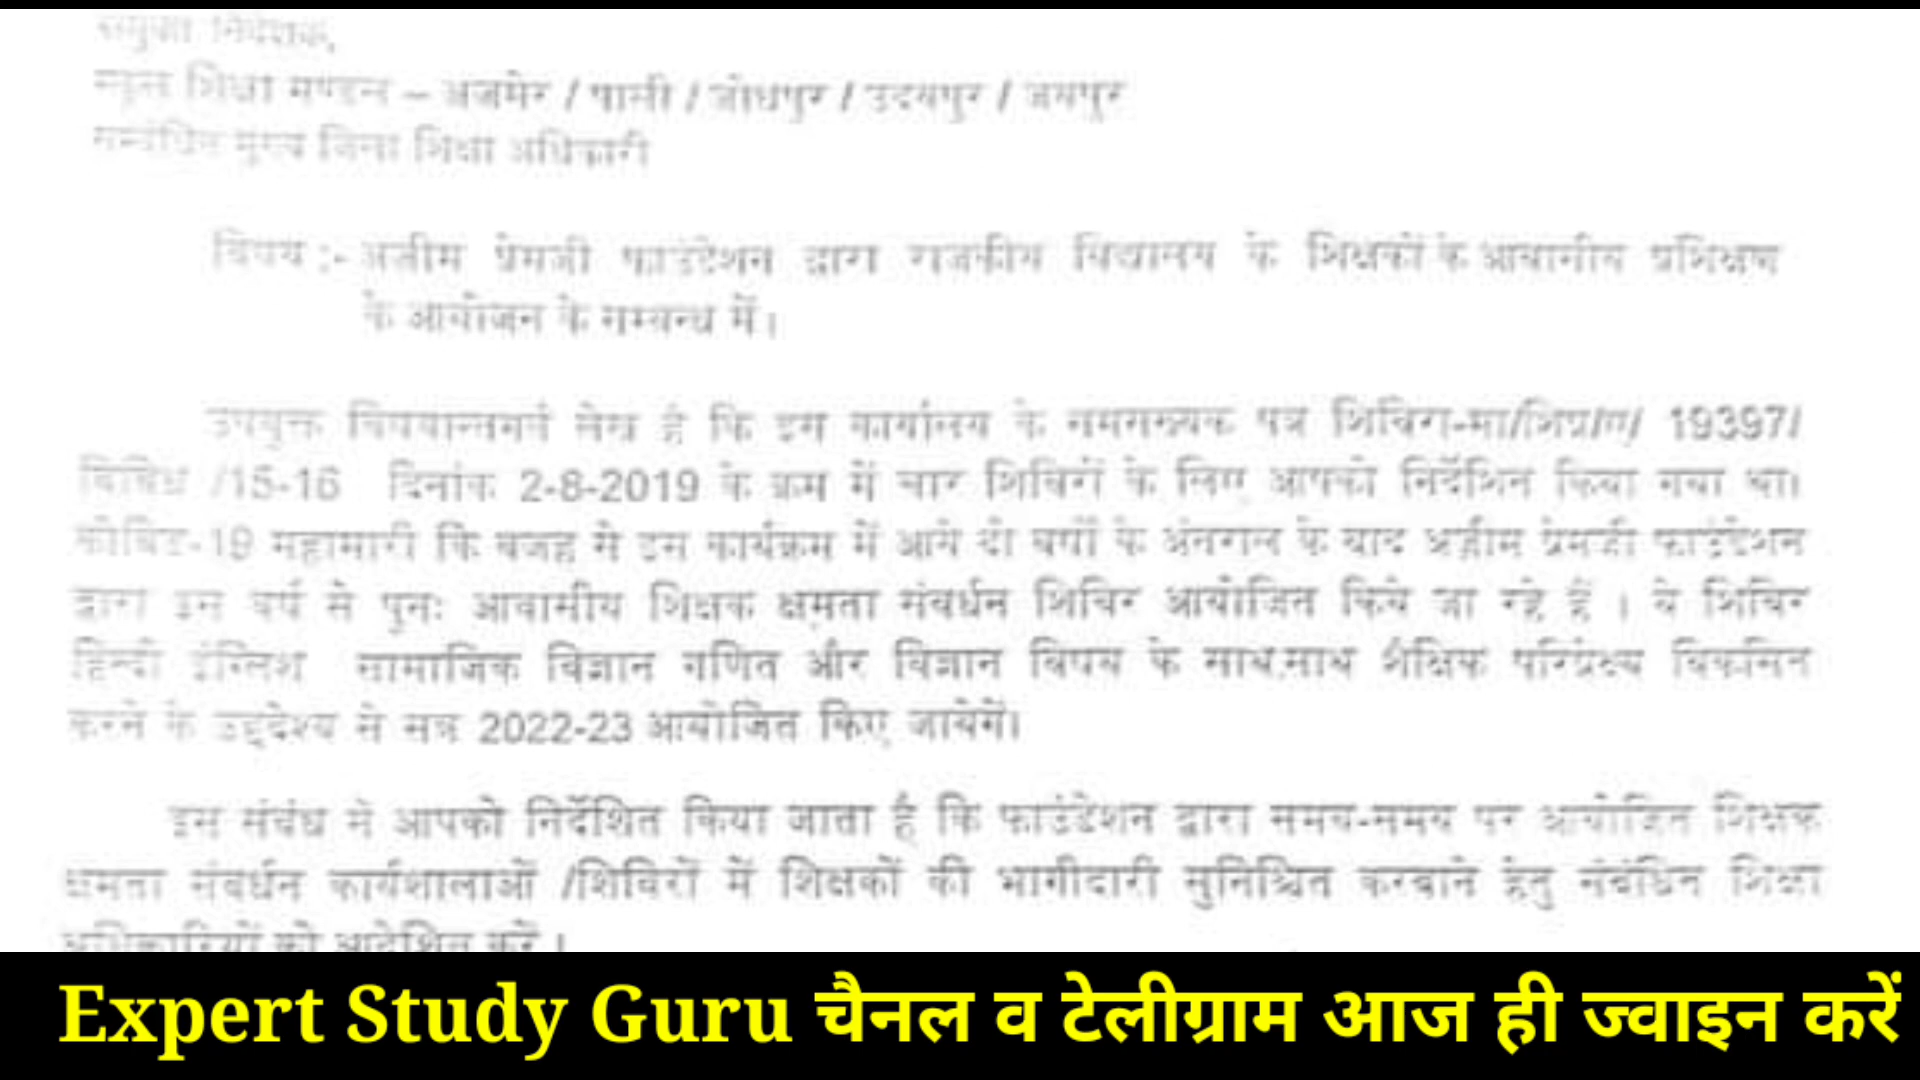 संयुक्त निदेशक,
स्कूल शिक्षा मण्डल – अजमेर / पाली / जोधपुर / उदयपुर / जयपुर
सम्बंधित मुख्य जिला शिक्षा अधिकारी
विषय :- अजीम प्रेमजी फाउंडेशन द्वारा राजकीय विद्यालय के शिक्षकों के आवासीय प्रशिक्षण
के आयोजन के सम्बन्ध में।
उपयुक्त विषयान्तर्गत लेख है कि इस कार्यालय के समसंख्यक पत्र शिविरा-मा/शिप्र/ए/ 19397/
विविध /15-16 दिनांक 2-8-2019 के क्रम में चार शिविरों के लिए आपको निर्देशित किया गया था।
कोविड-19 महामारी कि वजह से इस कार्यक्रम में आये दो वर्षों के अंतराल के बाद अज़ीम प्रेमजी फाउंडेशन
द्वारा इस वर्ष से पुनः आवासीय शिक्षक क्षमता संवर्धन शिविर आयोजित किये जा रहे हैं । ये शिविर
हिन्दी इंग्लिश सामाजिक विज्ञान गणित और विज्ञान विषय के साथ.साथ शैक्षिक परिप्रेक्ष्य विकसित
करने के उद्देश्य से सत्र 2022-23 आयोजित किए जायेगें।
इस संबंध में आपको निर्देशित किया जाता है कि फाउंडेशन द्वारा समय-समय पर आयोजित शिक्षक
क्षमता संवर्धन कार्यशालाओं /शिविरों में शिक्षकों की भागीदारी सुनिश्चित करवाने हेतु संबंधित शिक्षा
अधिकारियों को आदेशित करें ।
Expert Study Guru चैनल व टेलीग्राम आज ही ज्वाइन करें